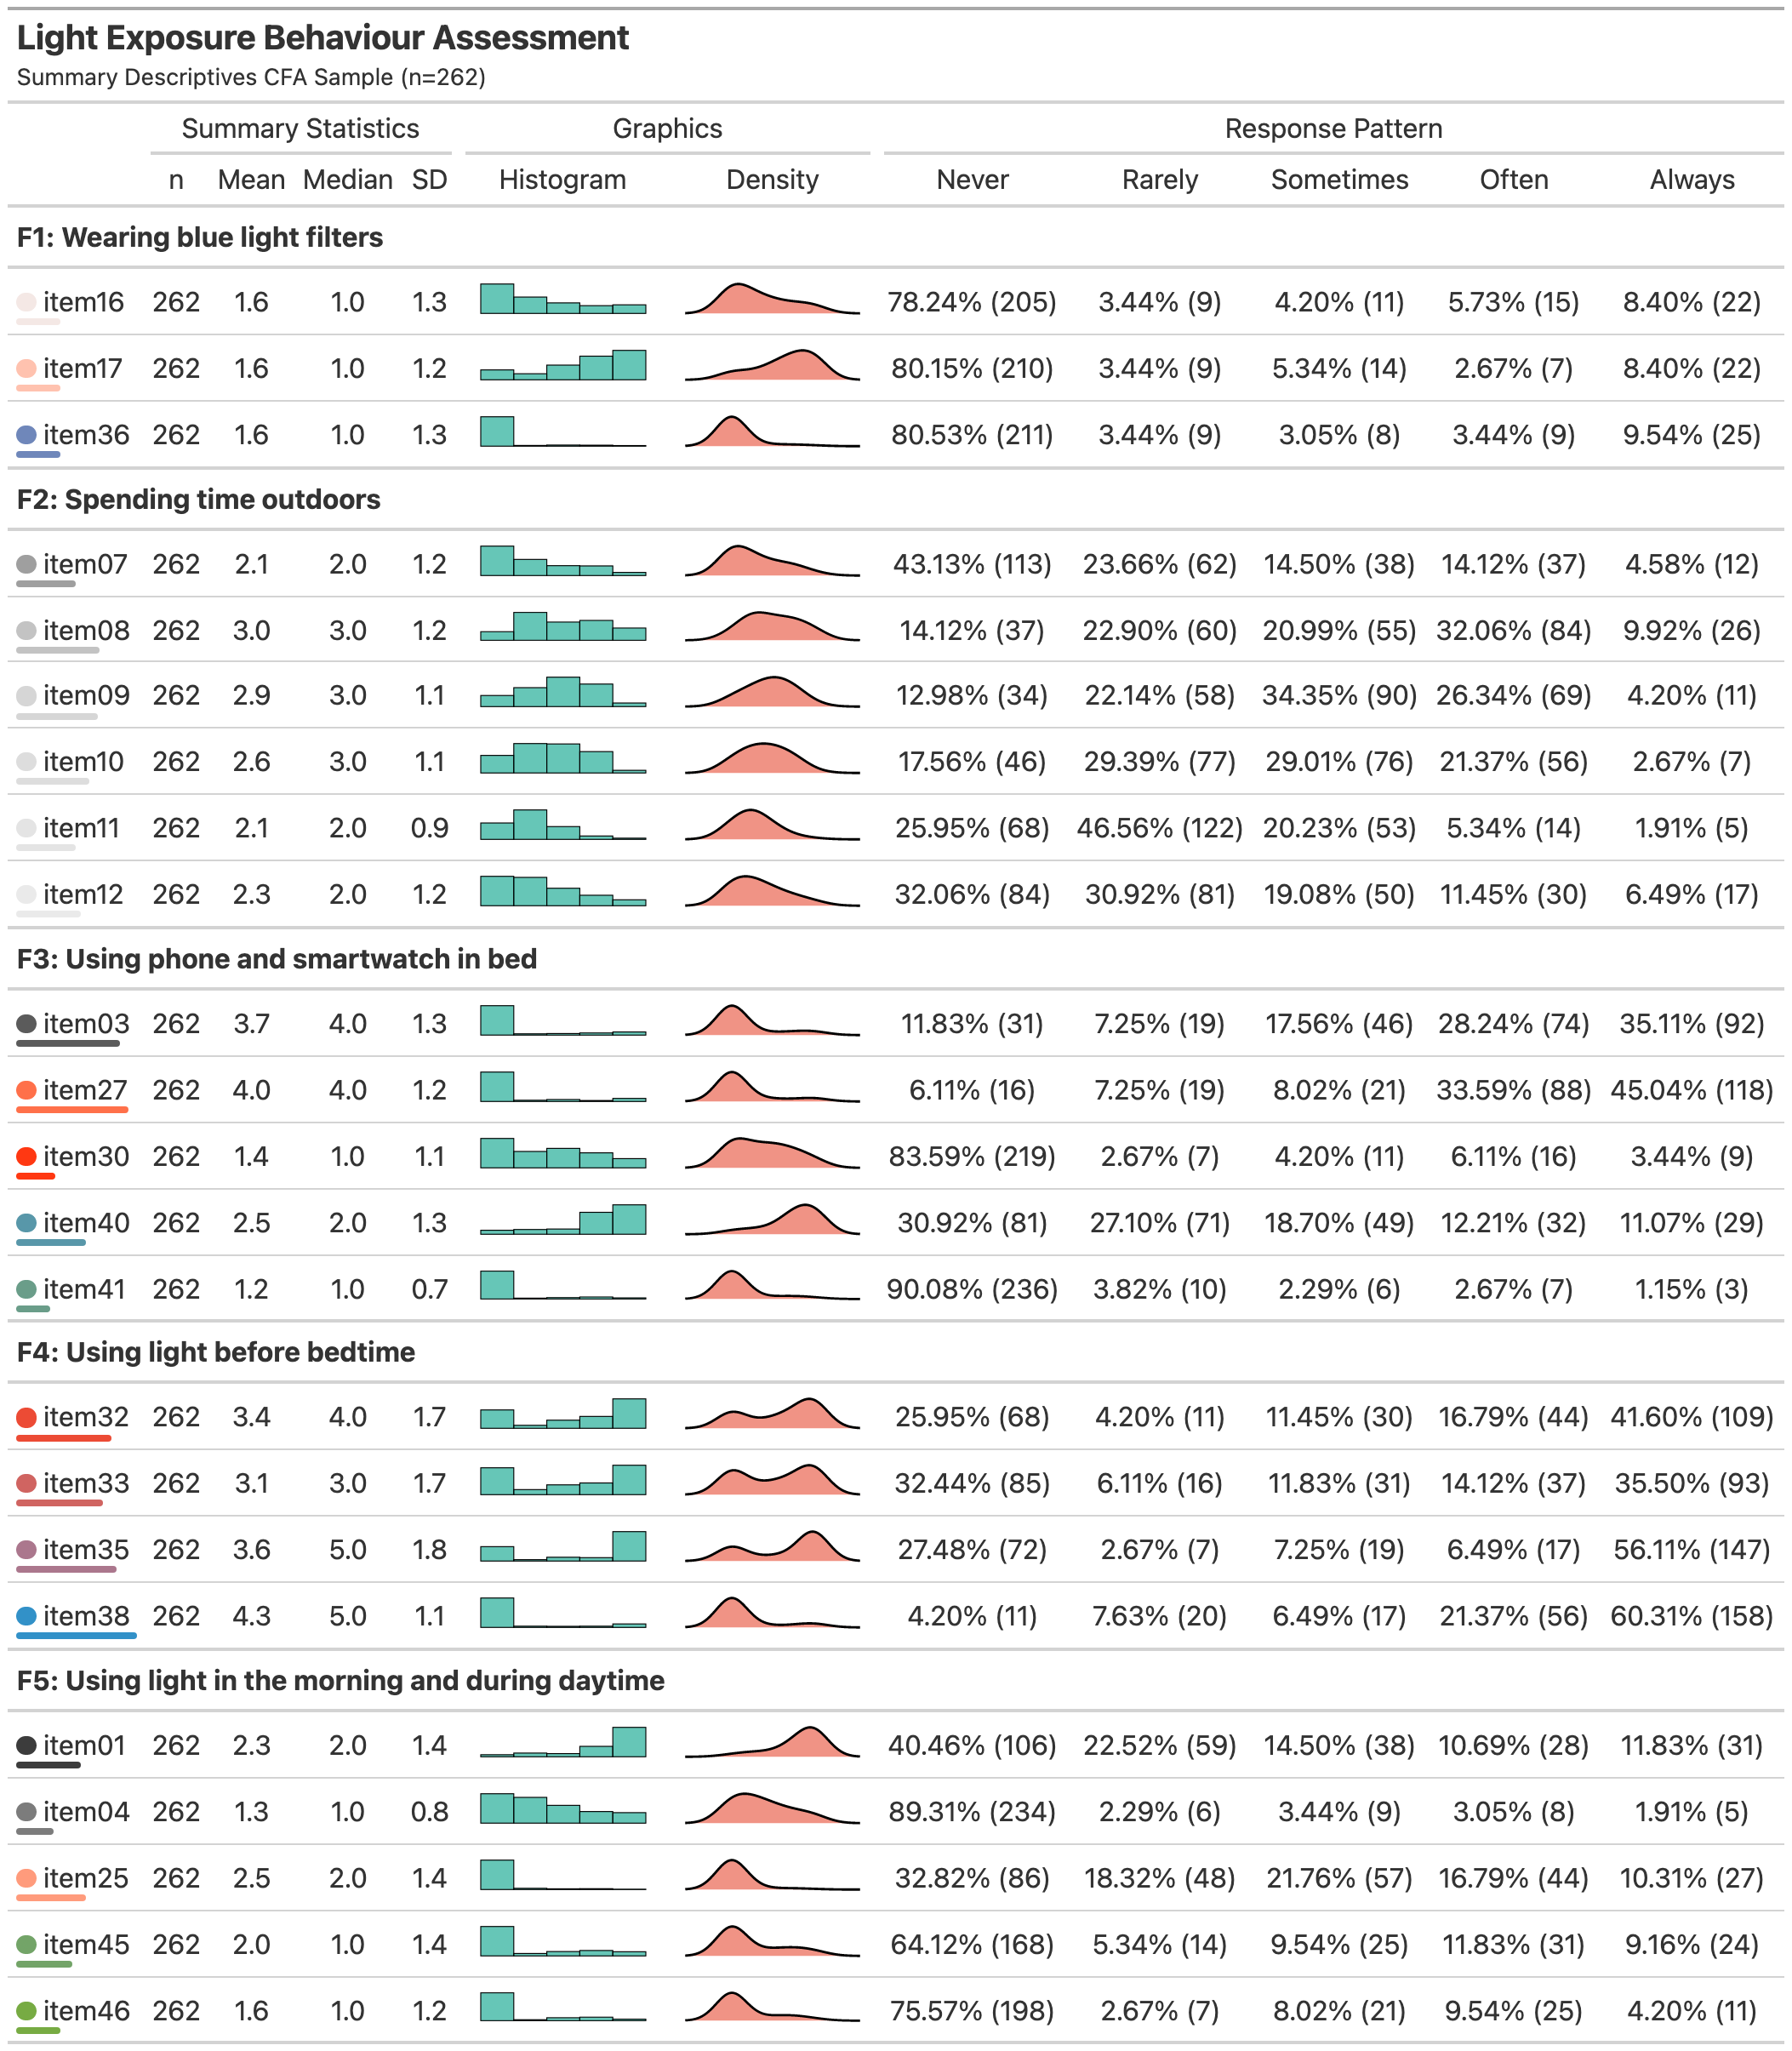 Light Exposure Behaviour Assessment
Summary Descriptives CFA Sample (n=262)
Summary Statistics Graphics Response Pattern
n Mean Median SD Histogram Density Never Rarely Sometimes Often Always
F1: Wearing blue light filters
item16 262 1.6 1.0 1.3 78.24% (205) 3.44% (9) 4.20% (11) 5.73% (15) 8.40% (22)
item17 262 1.6 1.0 1.2 80.15% (210) 3.44% (9) 5.34% (14) 2.67% (7) 8.40% (22)
item36 262 1.6 1.0 1.3 80.53% (211) 3.44% (9) 3.05% (8) 3.44% (9) 9.54% (25)
F2: Spending time outdoors
item07 262 2.1 2.0 1.2 43.13% (113) 23.66% (62) 14.50% (38) 14.12% (37) 4.58% (12)
item08 262 3.0 3.0 1.2 14.12% (37) 22.90% (60) 20.99% (55) 32.06% (84) 9.92% (26)
item09 262 2.9 3.0 1.1 12.98% (34) 22.14% (58) 34.35% (90) 26.34% (69) 4.20% (11)
item10 262 2.6 3.0 1.1 17.56% (46) 29.39% (77) 29.01% (76) 21.37% (56) 2.67% (7)
item11 262 2.1 2.0 0.9 25.95% (68) 46.56% (122) 20.23% (53) 5.34% (14) 1.91% (5)
item12 262 2.3 2.0 1.2 32.06% (84) 30.92% (81) 19.08% (50) 11.45% (30) 6.49% (17)
F3: Using phone and smartwatch in bed
item03 262 3.7 4.0 1.3 11.83% (31) 7.25% (19) 17.56% (46) 28.24% (74) 35.11% (92)
item27 262 4.0 4.0 1.2 6.11% (16) 7.25% (19) 8.02% (21) 33.59% (88) 45.04% (118)
item30 262 1.4 1.0 1.1 83.59% (219) 2.67% (7) 4.20% (11) 6.11% (16) 3.44% (9)
item40 262 2.5 2.0 1.3 30.92% (81) 27.10% (71) 18.70% (49) 12.21% (32) 11.07% (29)
item41 262 1.2 1.0 0.7 90.08% (236) 3.82% (10) 2.29% (6) 2.67% (7) 1.15% (3)
F4: Using light before bedtime
item32 262 3.4 4.0 1.7 25.95% (68) 4.20% (11) 11.45% (30) 16.79% (44) 41.60% (109)
item33 262 3.1 3.0 1.7 32.44% (85) 6.11% (16) 11.83% (31) 14.12% (37) 35.50% (93)
item35 262 3.6 5.0 1.8 27.48% (72) 2.67% (7) 7.25% (19) 6.49% (17) 56.11% (147)
item38 262 4.3 5.0 1.1 4.20% (11) 7.63% (20) 6.49% (17) 21.37% (56) 60.31% (158)
F5: Using light in the morning and during daytime
item01 262 2.3 2.0 1.4 40.46% (106) 22.52% (59) 14.50% (38) 10.69% (28) 11.83% (31)
item04 262 1.3 1.0 0.8 89.31% (234) 2.29% (6) 3.44% (9) 3.05% (8) 1.91% (5)
item25 262 2.5 2.0 1.4 32.82% (86) 18.32% (48) 21.76% (57) 16.79% (44) 10.31% (27)
item45 262 2.0 1.0 1.4 64.12% (168) 5.34% (14) 9.54% (25) 11.83% (31) 9.16% (24)
item46 262 1.6 1.0 1.2 75.57% (198) 2.67% (7) 8.02% (21) 9.54% (25) 4.20% (11)